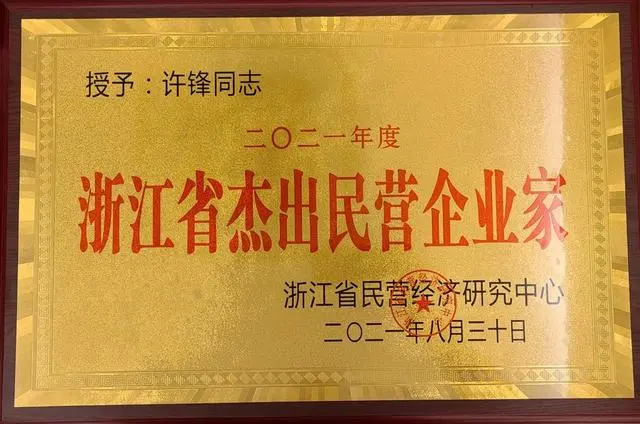 授予：许锋同志
二〇二一年度
浙江省杰出民营企业家
浙江省民营经济研究中心
二〇二一年八月三十日